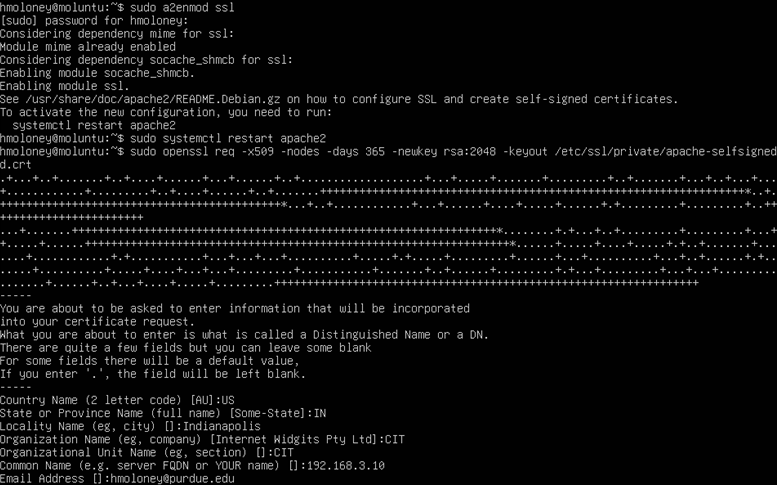 hmoloney@moluntu:~$ sudo a2enmod ssl
[sudo] password for hmoloney:
Considering dependency mime for ssl:
Module mime already enabled
Considering dependency socache_shmcb for ssl:
Enabling module socache_shmcb.
Enabling module ssl.
See /usr/share/doc/apache2/README.Debian.gz on how to configure SSL and create self-signed certificates.
To activate the new configuration, you need to run:
  systemctl restart apache2
hmoloney@moluntu:~$ sudo systemctl restart apache2
hmoloney@moluntu:~$ sudo openssl req -x509 -nodes -days 365 -newkey rsa:2048 -keyout /etc/ssl/private/apache-selfsigned
d.crt
-----
You are about to be asked to enter information that will be incorporated
into your certificate request.
What you are about to enter is what is called a Distinguished Name or a DN.
There are quite a few fields but you can leave some blank
For some fields there will be a default value,
If you enter '.', the field will be left blank.
-----
Country Name (2 letter code) [AU]:US
State or Province Name (full name) [Some-State]:IN
Locality Name (eg, city) []:Indianapolis
Organization Name (eg, company) [Internet Widgits Pty Ltd]:CIT
Organizational Unit Name (eg, section) []:CIT
Common Name (e.g. server FQDN or YOUR name) []:192.168.3.10
Email Address []:hmoloney@purdue.edu